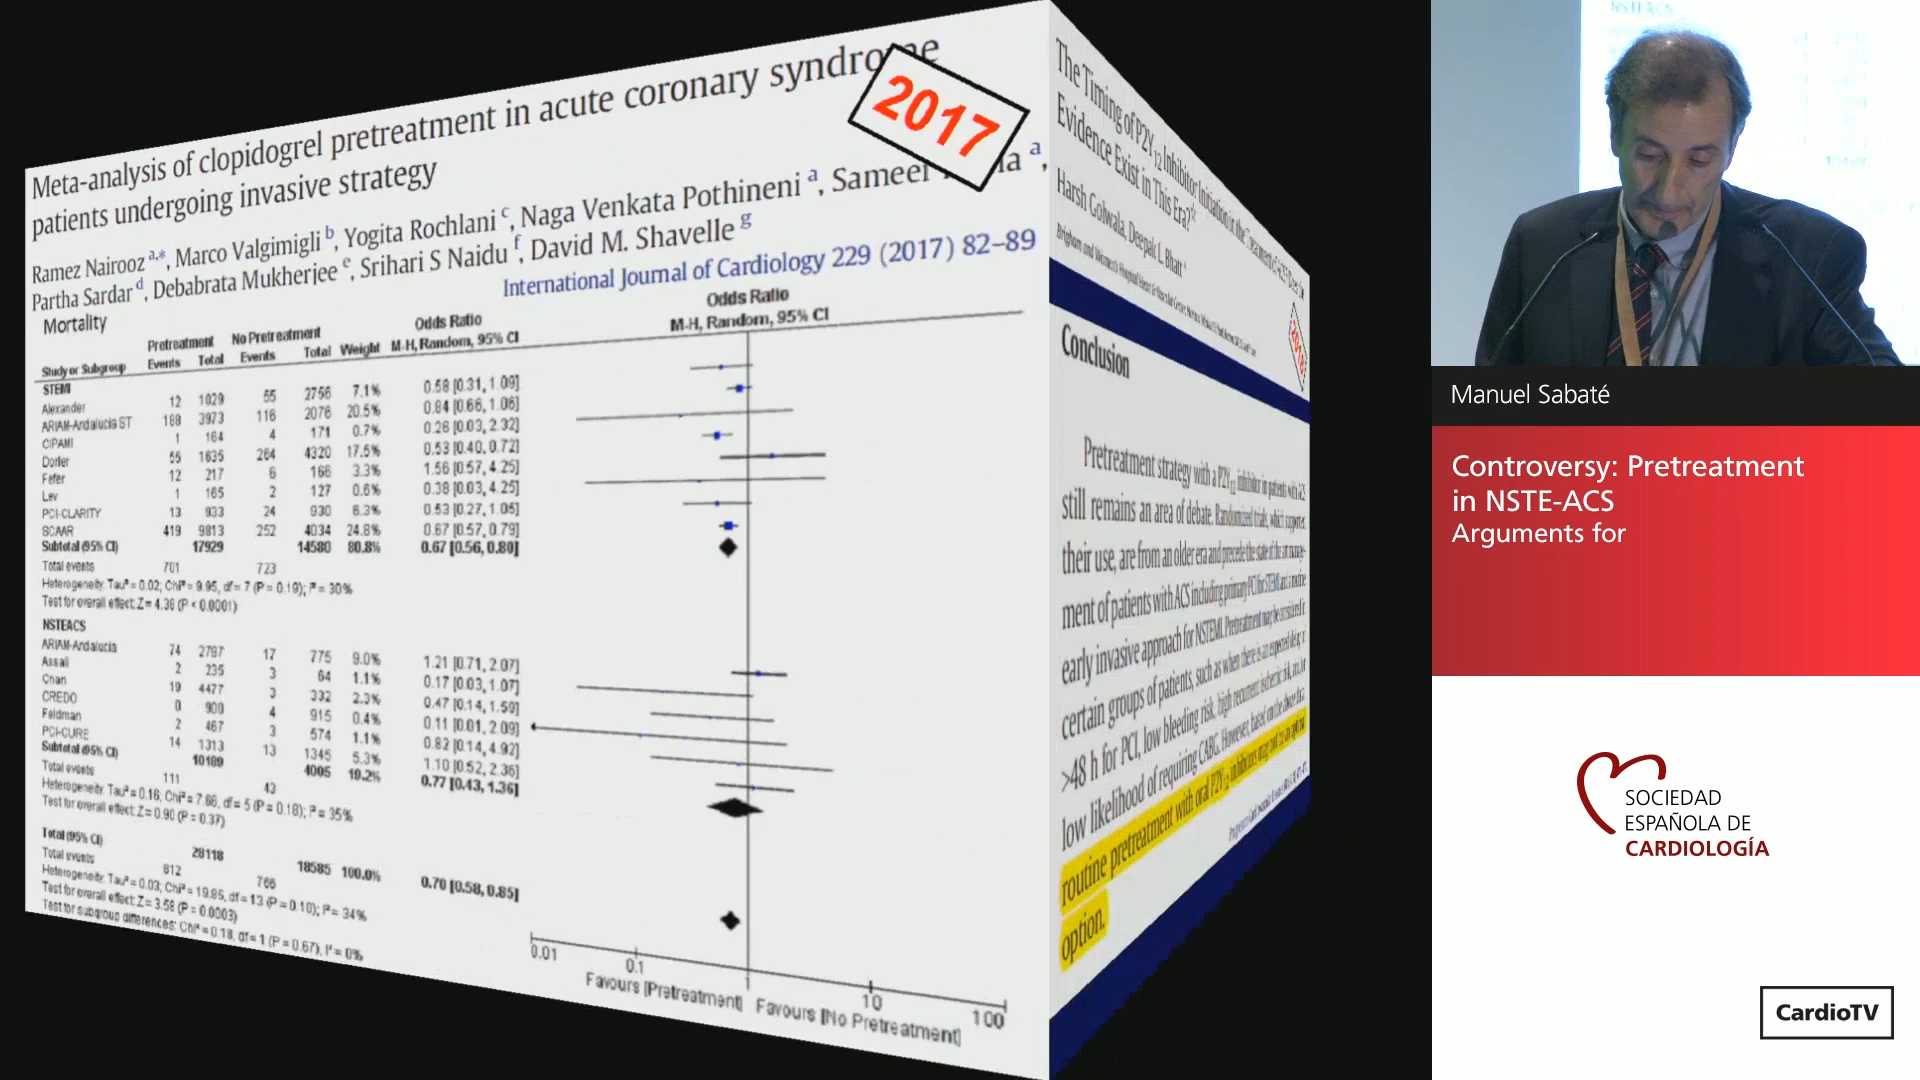 Meta-analysis of clopidogrel pretreatment in acute coronary syndrome
patients undergoing invasive strategy
2017
Ramez Nairooz a,*, Marco Valgimigli b, Yogita Rochlani c, Naga Venkata Pothineni a, Sameer a,
Partha Sardar d, Debabrata Mukherjee e, Srihari S Naidu f, David M. Shavelle g
International Journal of Cardiology 229 (2017) 82–89
Mortality
Pretreatment No Pretreatment Odds Ratio Odds Ratio
Study or Subgroup Events Total Events Total Weight M-H, Random, 95% CI M-H, Random, 95% CI
STEMI
Alexander 12 1029 55 2756 7.1% 0.58 [0.31, 1.09]
ARIAM-Andalucia ST 188 3973 116 2076 20.5% 0.84 [0.66, 1.06]
CIPAMI 1 164 4 171 0.7% 0.26 [0.03, 2.32]
Dorler 55 1635 264 4320 17.5% 0.53 [0.40, 0.72]
Fefer 12 217 6 166 3.3% 1.56 [0.57, 4.25]
Lev 1 165 2 127 0.6% 0.38 [0.03, 4.25]
PCI-CLARITY 13 933 24 930 6.3% 0.53 [0.27, 1.05]
SCAAR 419 9813 252 4034 24.8% 0.67 [0.57, 0.79]
Subtotal (95% CI) 17929 14580 80.8% 0.67 [0.56, 0.80]
Total events 701 723
Heterogeneity: Tau² = 0.02; Chi² = 9.95, df = 7 (P = 0.19); I² = 30%
Test for overall effect: Z = 4.36 (P < 0.0001)
NSTEACS
ARIAM-Andalucia 74 2797 17 775 9.0% 1.21 [0.71, 2.07]
Assali 2 235 3 64 1.1% 0.17 [0.03, 1.07]
Chan 19 4477 3 332 2.3% 0.47 [0.14, 1.59]
CREDO 0 900 4 915 0.4% 0.11 [0.01, 2.09]
Feldman 2 467 3 574 1.1% 0.82 [0.14, 4.92]
PCI-CURE 14 1313 13 1345 5.3% 1.10 [0.52, 2.36]
Subtotal (95% CI) 10189 4005 19.2% 0.77 [0.43, 1.36]
Total events 111 43
Heterogeneity: Tau² = 0.16; Chi² = 7.66, df = 5 (P = 0.18); I² = 35%
Test for overall effect: Z = 0.90 (P = 0.37)
Total (95% CI) 28118 18585 100.0% 0.70 [0.58, 0.85]
Total events 812 766
Heterogeneity: Tau² = 0.03; Chi² = 19.85, df = 13 (P = 0.10); I² = 34%
Test for overall effect: Z = 3.58 (P = 0.0003)
Test for subgroup differences: Chi² = 0.18, df = 1 (P = 0.67), I² = 0%
0.01 0.1 1 10 100
Favours [Pretreatment] Favours [No Pretreatment]
The Timing of P2Y12 Inhibitor Initiation in the Treatment of ACS? Does the
Evidence Exist in This Era?
Harsh Golwala, Deepak L. Bhatt
Conclusion
Pretreatment strategy with a P2Y12 inhibitor in patients with ACS
still remains an area of debate. Randomized trials, which support
their use, are from an older era and precede the state of the art manage-
ment of patients with ACS including primary PCI for STEMI and a routine
early invasive approach for NSTEMI. Pretreatment may be considered in
certain groups of patients, such as when there is an expected delay
>48 h for PCI, low bleeding risk, high recurrent ischemic risk, and/or
low likelihood of requiring CABG. However, based on the above
routine pretreatment with oral P2Y12 inhibitors may not be an optimal
option.
Manuel Sabaté
Controversy: Pretreatment
in NSTE-ACS
Arguments for
SOCIEDAD
ESPAÑOLA DE
CARDIOLOGÍA
CardioTV